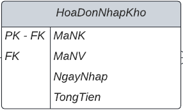 HoaDonNhapKho
PK - FK MaNK
FK MaNV
NgayNhap
TongTien